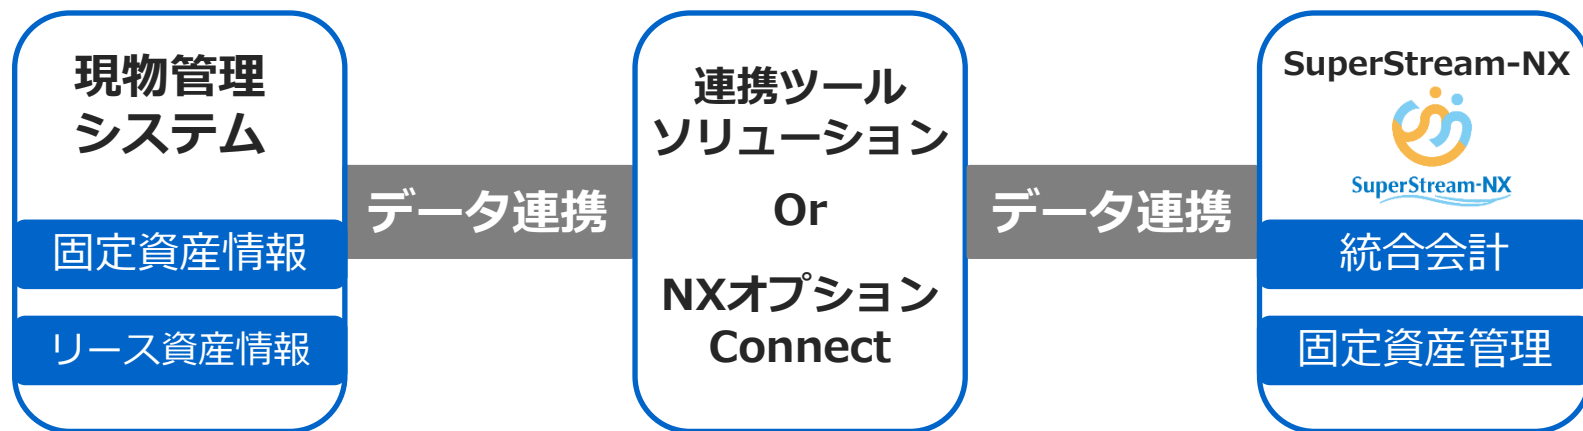 現物管理
システム
固定資産情報
リース資産情報
データ連携
連携ツール
ソリューション
Or
NXオプション
Connect
データ連携
SuperStream-NX
SuperStream-NX
統合会計
固定資産管理